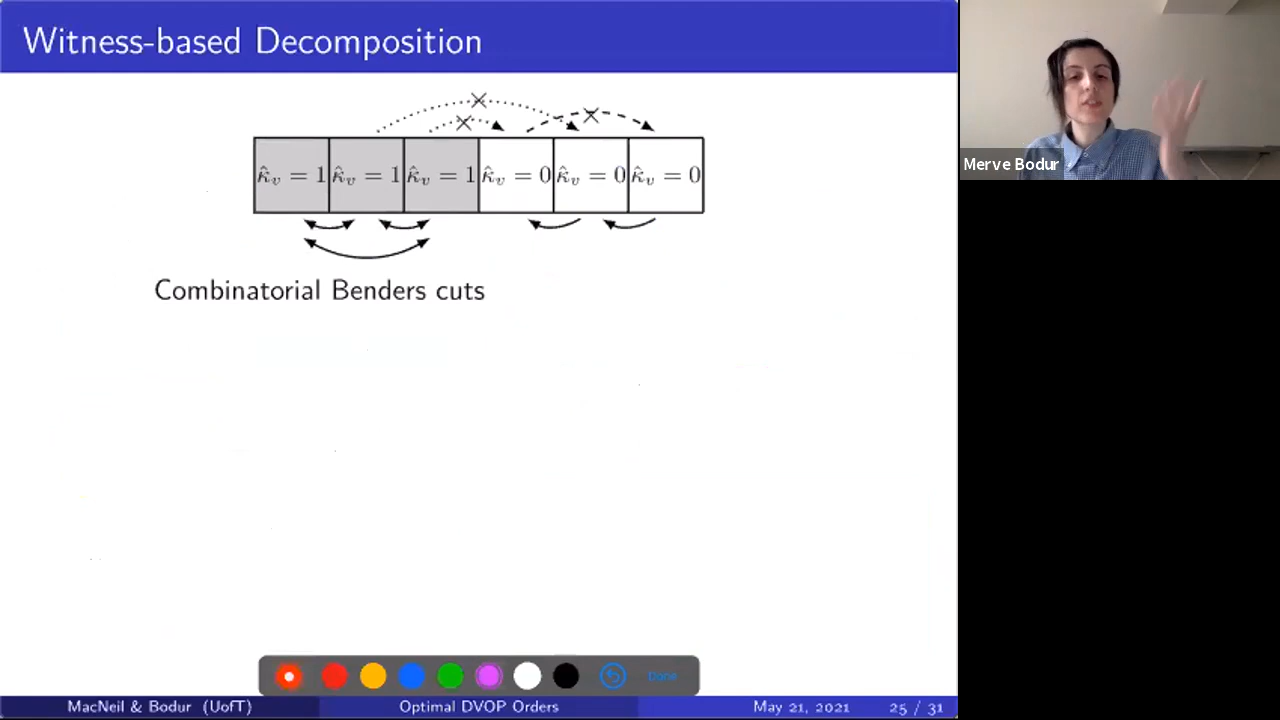 Witness-based Decomposition
κ̂ᵥ = 1 κ̂ᵥ = 1 κ̂ᵥ = 1 κ̂ᵥ = 0 κ̂ᵥ = 0 κ̂ᵥ = 0
Combinatorial Benders cuts
Merve Bodur
Done
MacNeil & Bodur (UofT) Optimal DVOP Orders May 21, 2021 25 / 31